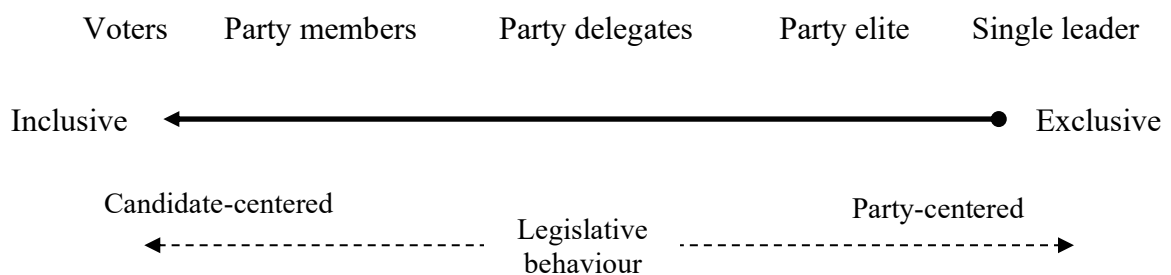 Voters Party members Party delegates Party elite Single leader
Inclusive Exclusive
Candidate-centered Party-centered
Legislative
behaviour